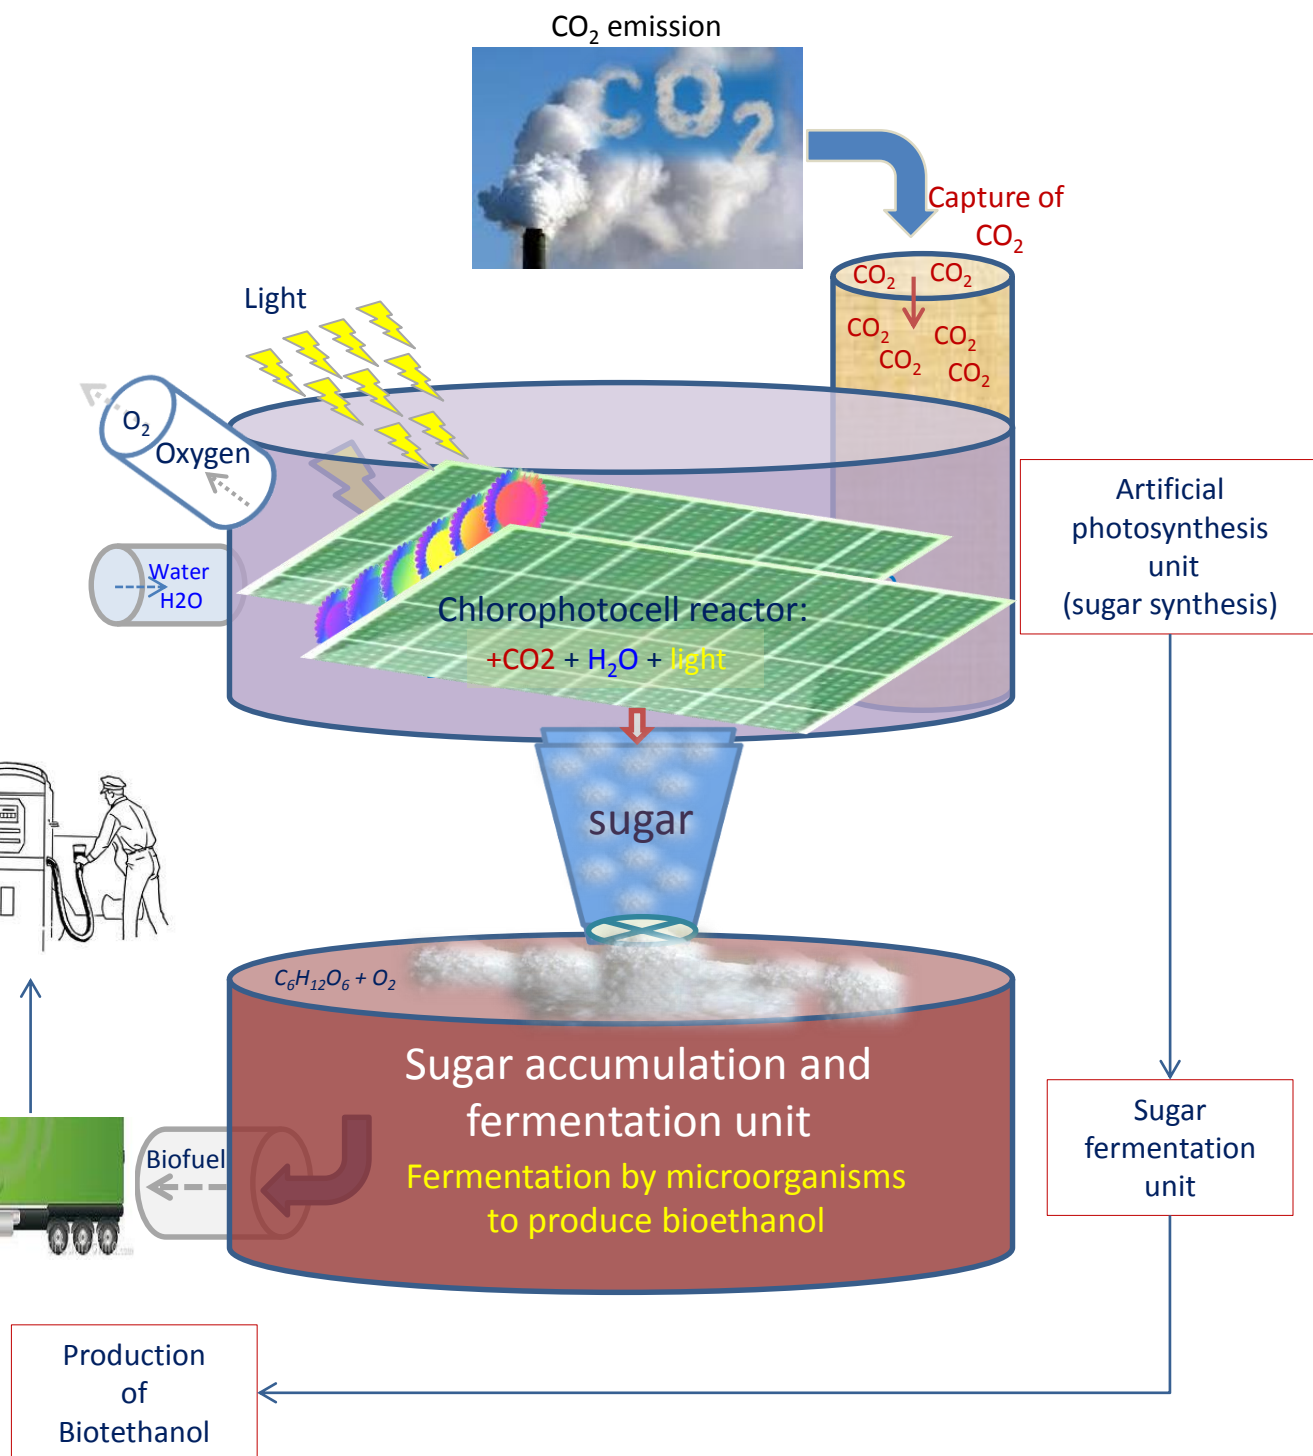 CO₂ emission
CO₂
Capture of
CO₂
CO₂ CO₂
CO₂ CO₂
CO₂ CO₂
Light
O₂
Oxygen
Water
H2O
Chlorophotocell reactor:
+CO2 + H₂O + light
Artificial
photosynthesis
unit
(sugar synthesis)
sugar
C₆H₁₂O₆ + O₂
Sugar accumulation and
fermentation unit
Fermentation by microorganisms
to produce bioethanol
Biofuel
Sugar
fermentation
unit
Production
of
Biotethanol